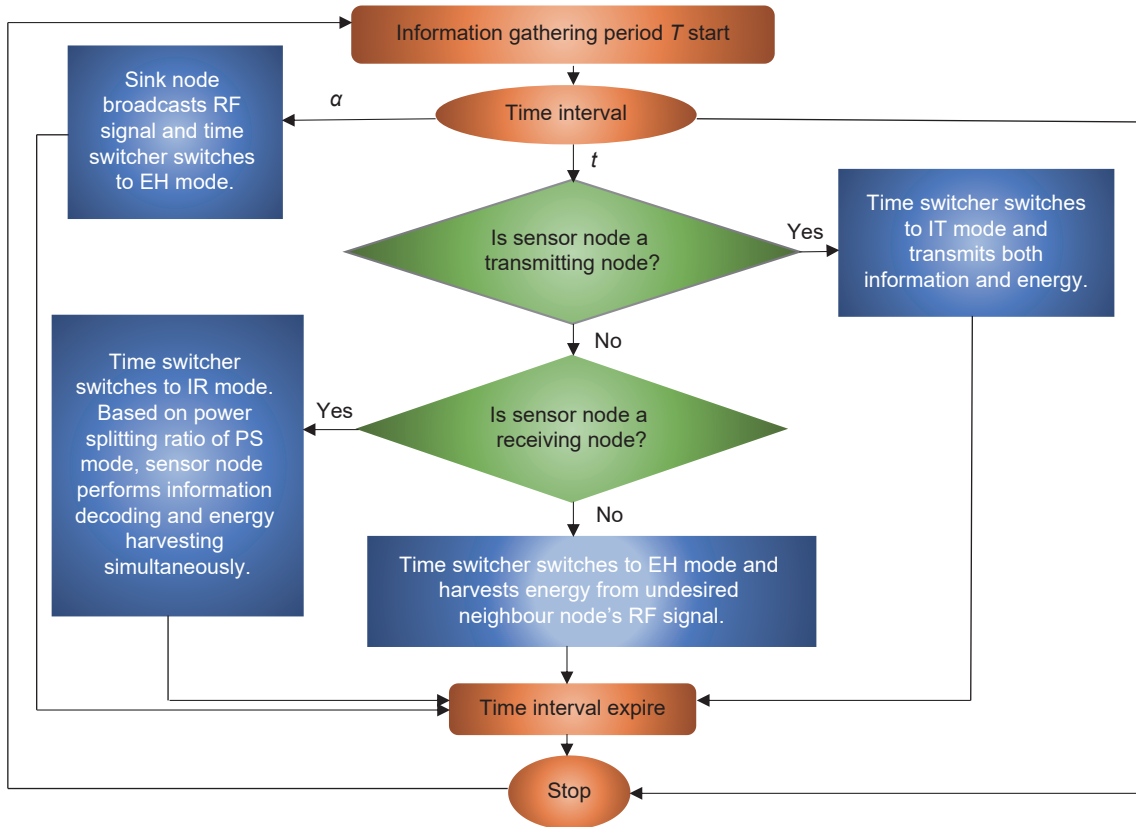 Information gathering period T start
Sink node
broadcasts RF
signal and time
switcher switches
to EH mode.
α
Time interval
t
Is sensor node a
transmitting node?
Yes
Time switcher switches
to IT mode and
transmits both
information and energy.
No
Time switcher
switches to IR mode.
Based on power
splitting ratio of PS
mode, sensor node
performs information
decoding and energy
harvesting
simultaneously.
Yes
Is sensor node a
receiving node?
No
Time switcher switches to EH mode and
harvests energy from undesired
neighbour node's RF signal.
Time interval expire
Stop